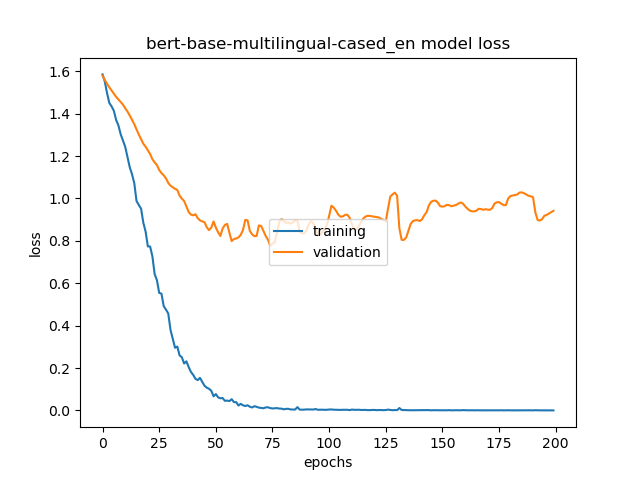 bert-base-multilingual-cased_en model loss
loss
1.6
1.4
1.2
1.0
0.8
0.6
0.4
0.2
0.0
training
validation
0 25 50 75 100 125 150 175 200
epochs